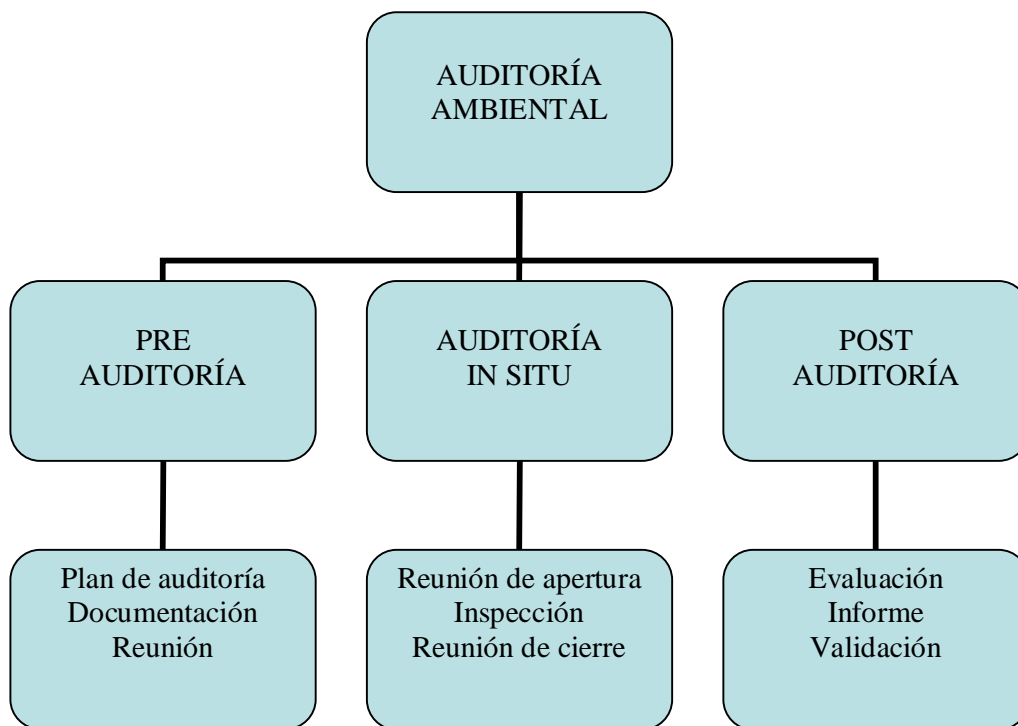 AUDITORÍA
AMBIENTAL
PRE
AUDITORÍA
AUDITORÍA
IN SITU
POST
AUDITORÍA
Plan de auditoría
Documentación
Reunión
Reunión de apertura
Inspección
Reunión de cierre
Evaluación
Informe
Validación